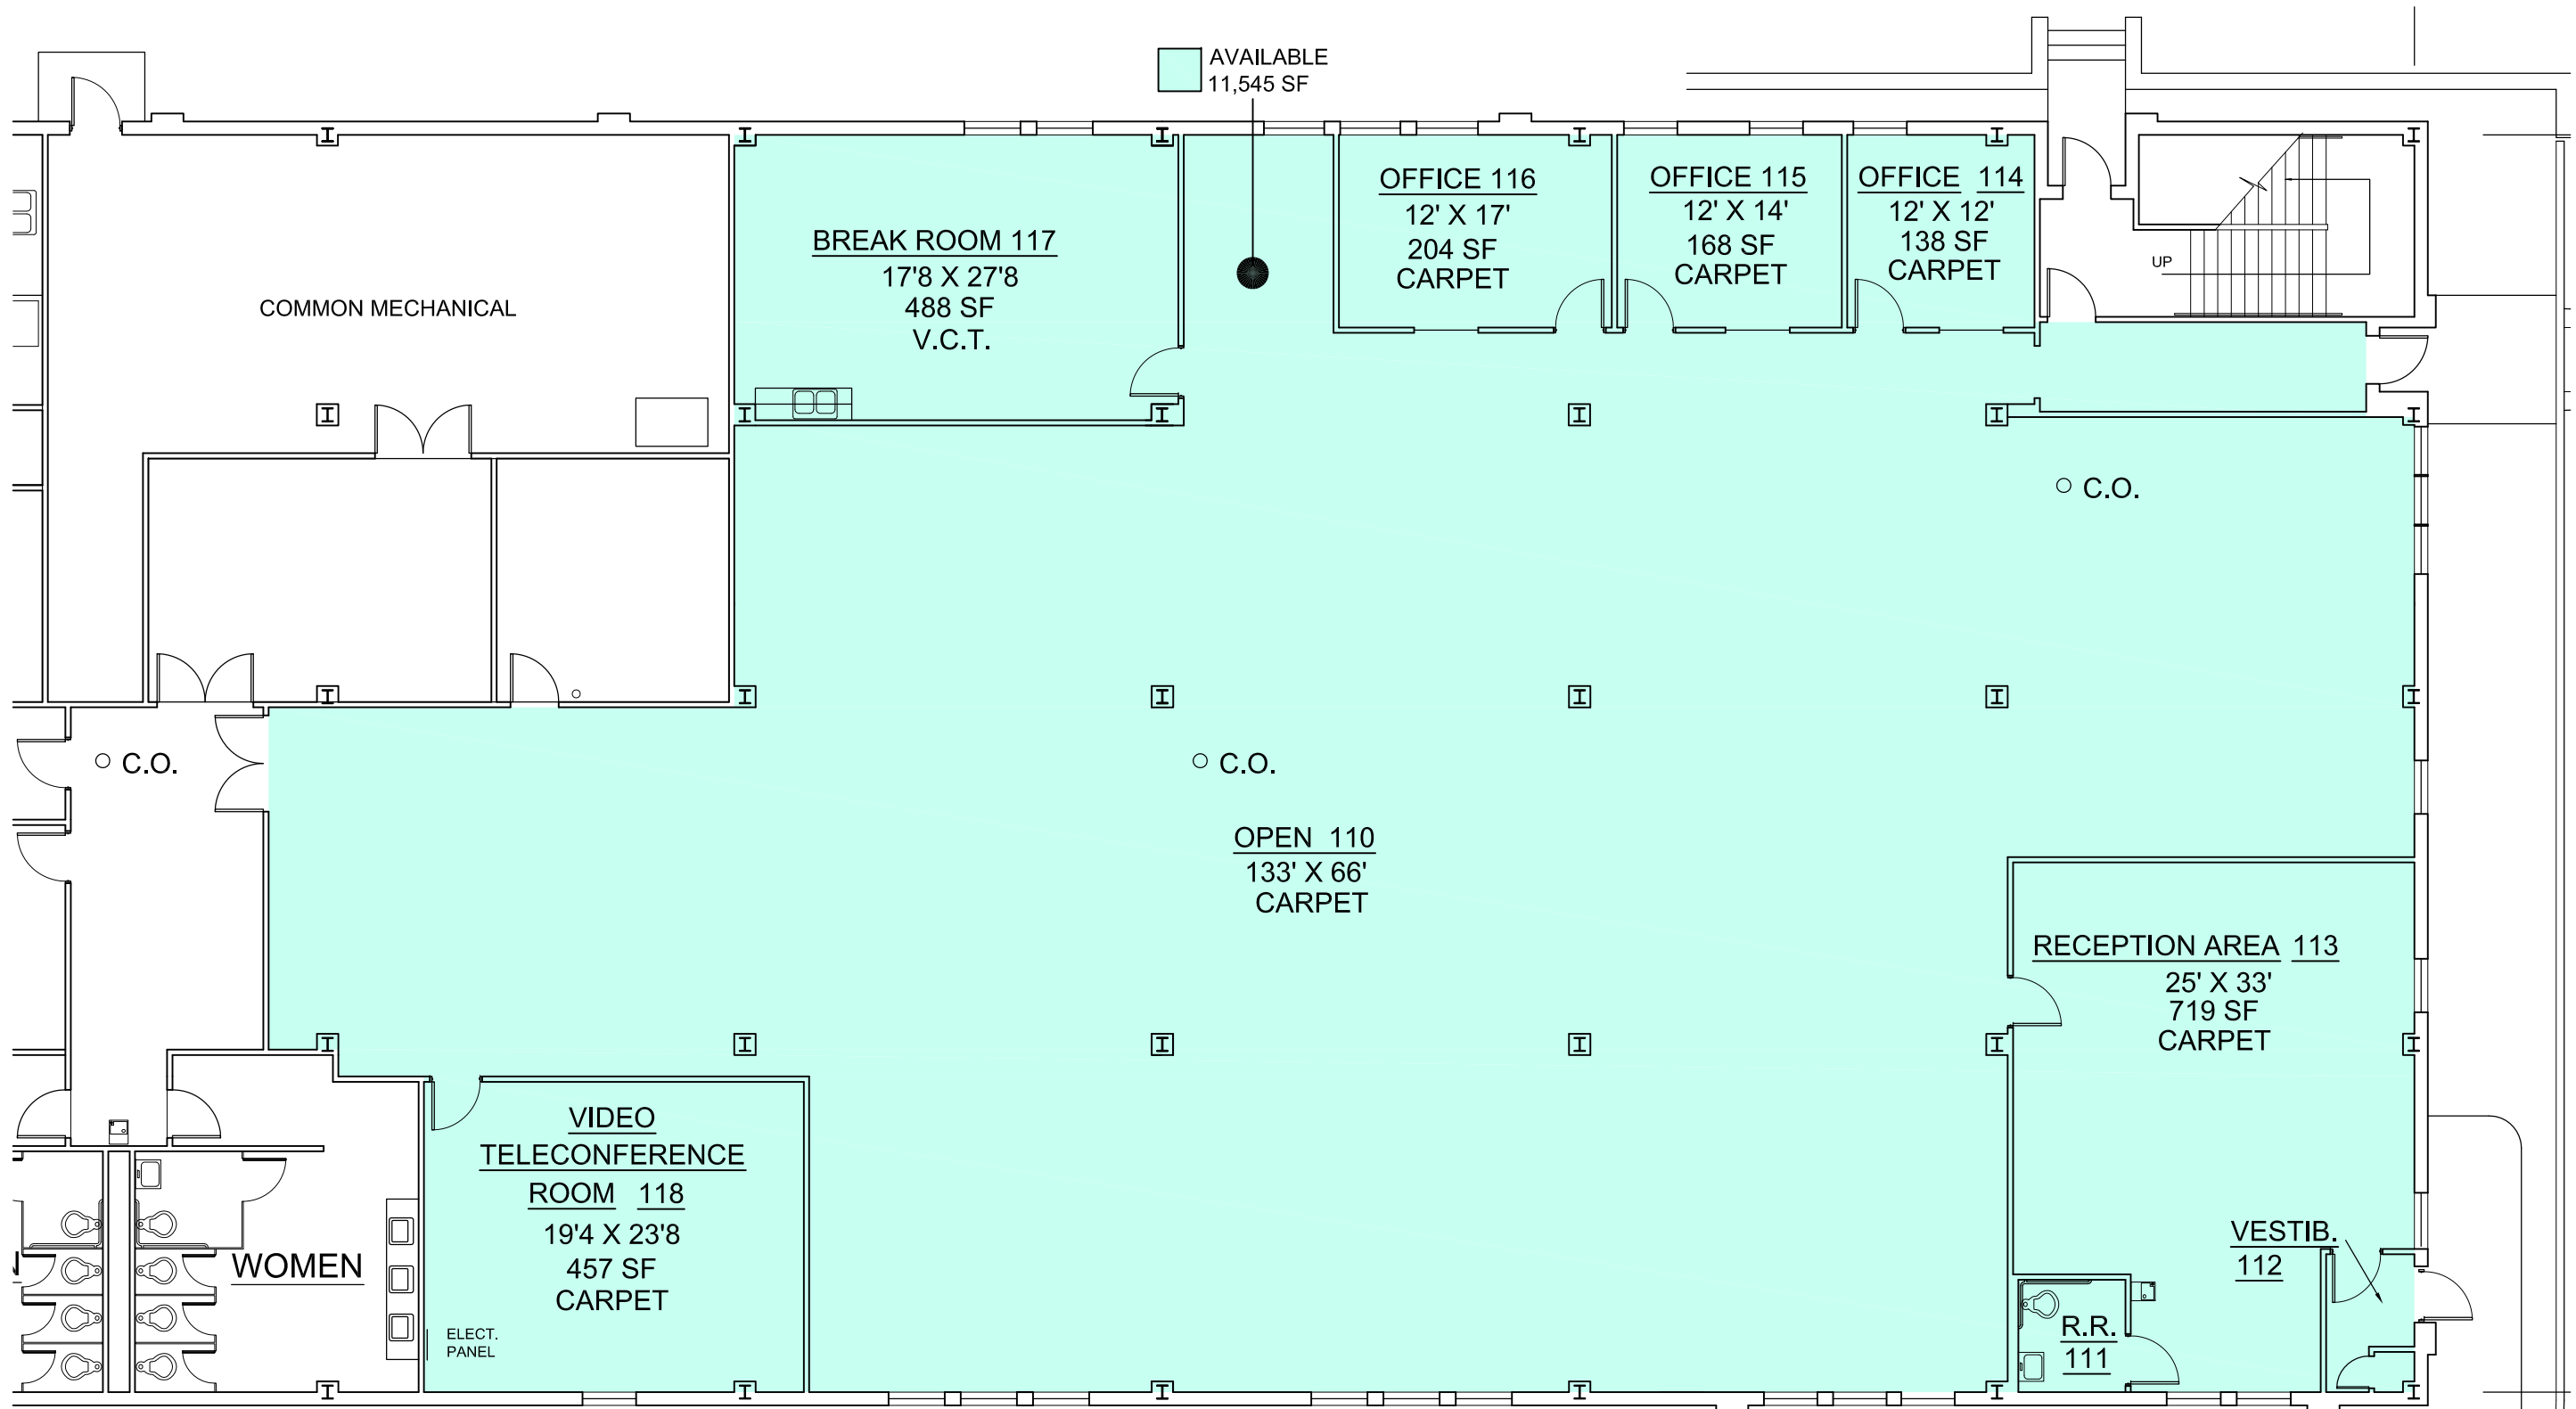 AVAILABLE
11,545 SF
OFFICE 116
12' X 17'
204 SF
CARPET
OFFICE 115
12' X 14'
168 SF
CARPET
OFFICE 114
12' X 12'
138 SF
CARPET
BREAK ROOM 117
17'8 X 27'8
488 SF
V.C.T.
COMMON MECHANICAL
UP
C.O.
C.O.
C.O.
OPEN 110
133' X 66'
CARPET
RECEPTION AREA 113
25' X 33'
719 SF
CARPET
VIDEO
TELECONFERENCE
ROOM 118
19'4 X 23'8
457 SF
CARPET
WOMEN
ELECT.
PANEL
VESTIB.
112
R.R.
111